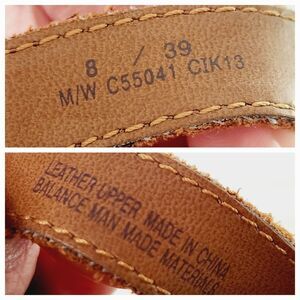 8 / 39
M/W C55041 CIK13
LEATHER UPPER MADE IN CHINA
BALANCE MAN MADE MATERIALS